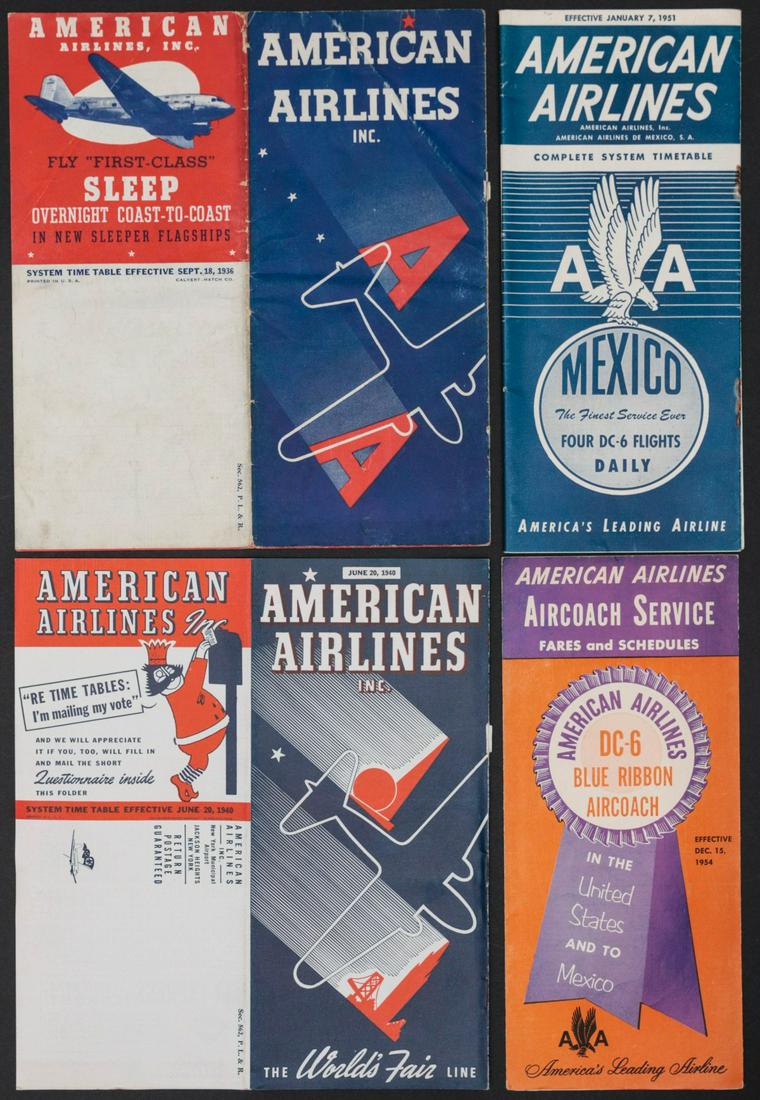 AMERICAN
AIRLINES, INC.
FLY "FIRST-CLASS"
SLEEP
OVERNIGHT COAST-TO-COAST
IN NEW SLEEPER FLAGSHIPS
SYSTEM TIME TABLE EFFECTIVE SEPT. 18, 1936
PRINTED IN U. S. A. CALVERT-HATCH CO.
Sec. 562, P. L. & R.
AMERICAN
AIRLINES
INC.
A
A
EFFECTIVE JANUARY 7, 1951
AMERICAN
AIRLINES
AMERICAN AIRLINES, Inc.
AMERICAN AIRLINES DE MEXICO, S. A.
COMPLETE SYSTEM TIMETABLE
A A
MEXICO
The Finest Service Ever
FOUR DC-6 FLIGHTS
DAILY
AMERICA'S LEADING AIRLINE
AMERICAN
AIRLINES Inc.
"RE TIME TABLES:
I'm mailing my vote"
AND WE WILL APPRECIATE
IT IF YOU, TOO, WILL FILL IN
AND MAIL THE SHORT
Questionnaire inside
THIS FOLDER
SYSTEM TIME TABLE EFFECTIVE JUNE 20, 1940
AMERICAN
AIRLINES
INC.
New York Municipal
Airport
JACKSON HEIGHTS
NEW YORK
RETURN
POSTAGE
GUARANTEED
Sec. 562, P. L. & R.
JUNE 20, 1940
AMERICAN
AIRLINES
INC.
THE World's Fair LINE
AMERICAN AIRLINES
AIRCOACH SERVICE
FARES and SCHEDULES
AMERICAN AIRLINES
DC-6
BLUE RIBBON
AIRCOACH
EFFECTIVE
DEC. 15,
1954
IN THE
United
States
AND TO
Mexico
A A
America's Leading Airline